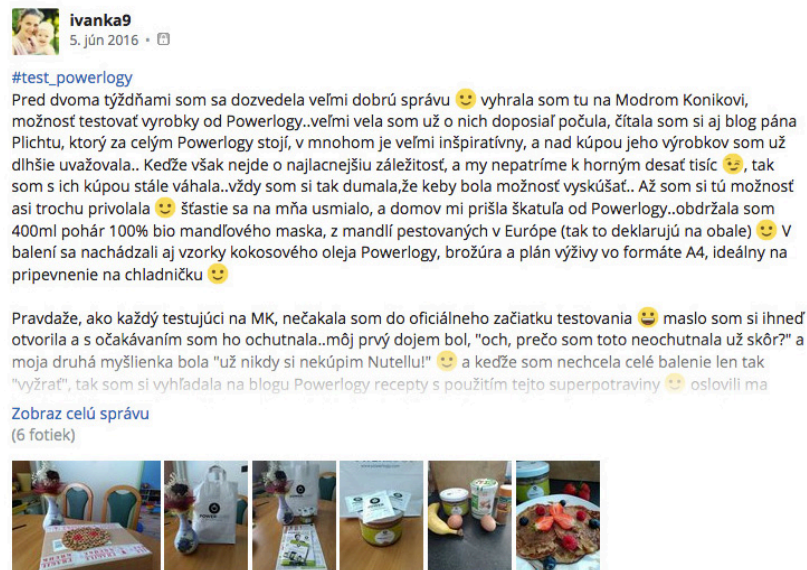 ivanka9
5. jún 2016 •
#test_powerlogy
Pred dvoma týždňami som sa dozvedela veľmi dobrú správu 🙂 vyhrala som tu na Modrom Konikovi,
možnosť testovať vyrobky od Powerlogy..veľmi vela som už o nich doposiaľ počula, čítala som si aj blog pána
Plichtu, ktorý za celým Powerlogy stojí, v mnohom je veľmi inšpiratívny, a nad kúpou jeho výrobkov som už
dlhšie uvažovala.. Keďže však nejde o najlacnejšiu záležitosť, a my nepatríme k horným desať tisíc 😉, tak
som s ich kúpou stále váhala..vždy som si tak dumala,že keby bola možnosť vyskúšať.. Až som si tú možnosť
asi trochu privolala 🙂 šťastie sa na mňa usmialo, a domov mi prišla škatuľa od Powerlogy..obdržala som
400ml pohár 100% bio mandľového maska, z mandlí pestovaných v Európe (tak to deklarujú na obale) 🙂 V
balení sa nachádzali aj vzorky kokosového oleja Powerlogy, brožúra a plán výživy vo formáte A4, ideálny na
pripevnenie na chladničku 🙂
Pravdaže, ako každý testujúci na MK, nečakala som do oficiálneho začiatku testovania 😀 maslo som si ihneď
otvorila a s očakávaním som ho ochutnala..môj prvý dojem bol, "och, prečo som toto neochutnala už skôr?" a
moja druhá myšlienka bola "už nikdy si nekúpim Nutellu!" 🙂 a keďže som nechcela celé balenie len tak
"vyžrať", tak som si vyhľadala na blogu Powerlogy recepty s použitím tejto superpotraviny 🙂 oslovili ma
Zobraz celú správu
(6 fotiek)